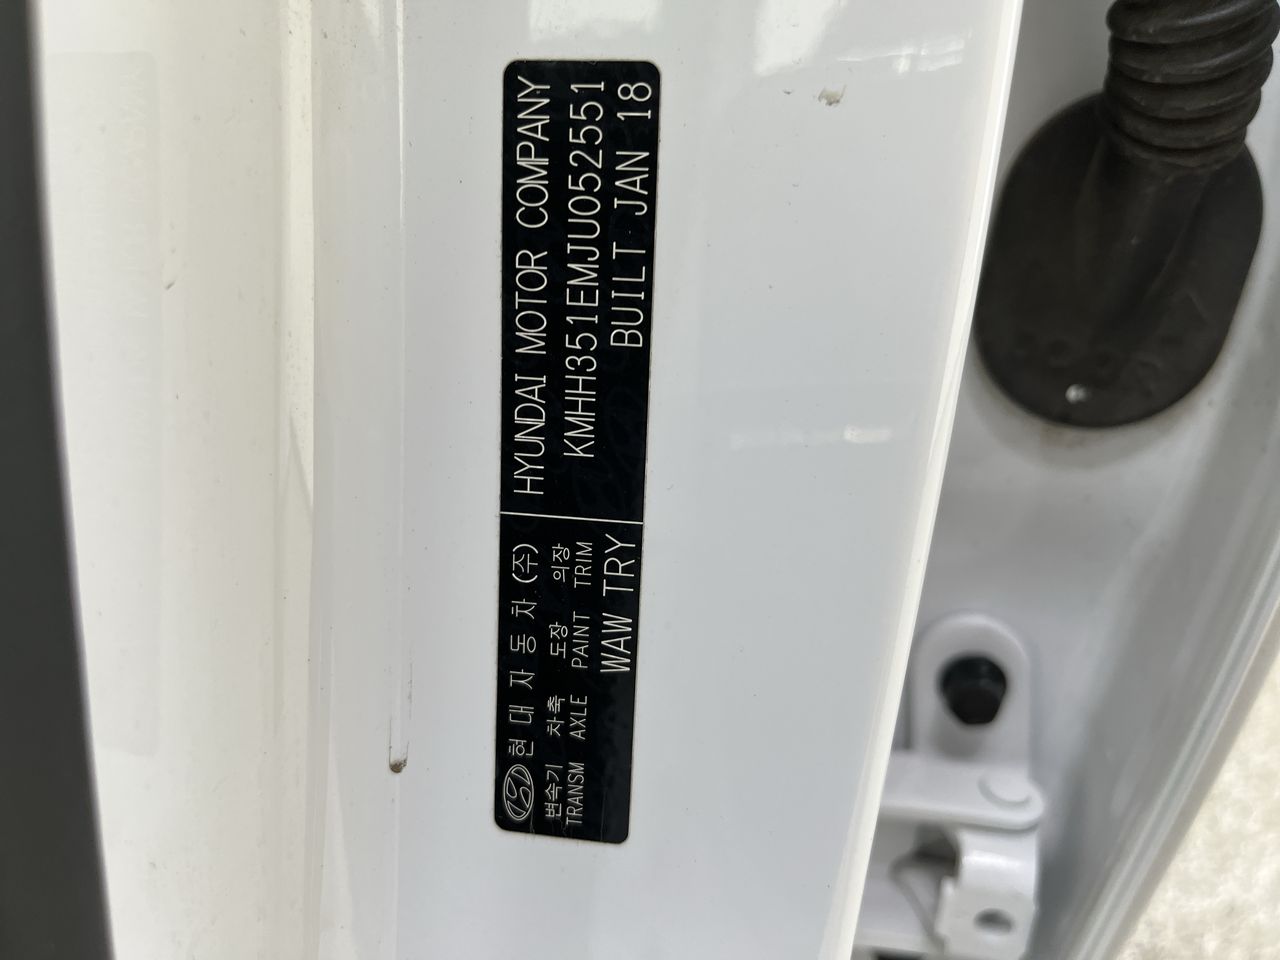 현대자동차(주) HYUNDAI MOTOR COMPANY
변속기 차축 도장 의장 KMHH351EMJU052551
TRANSM AXLE PAINT TRIM BUILT JAN 18
WAW TRY